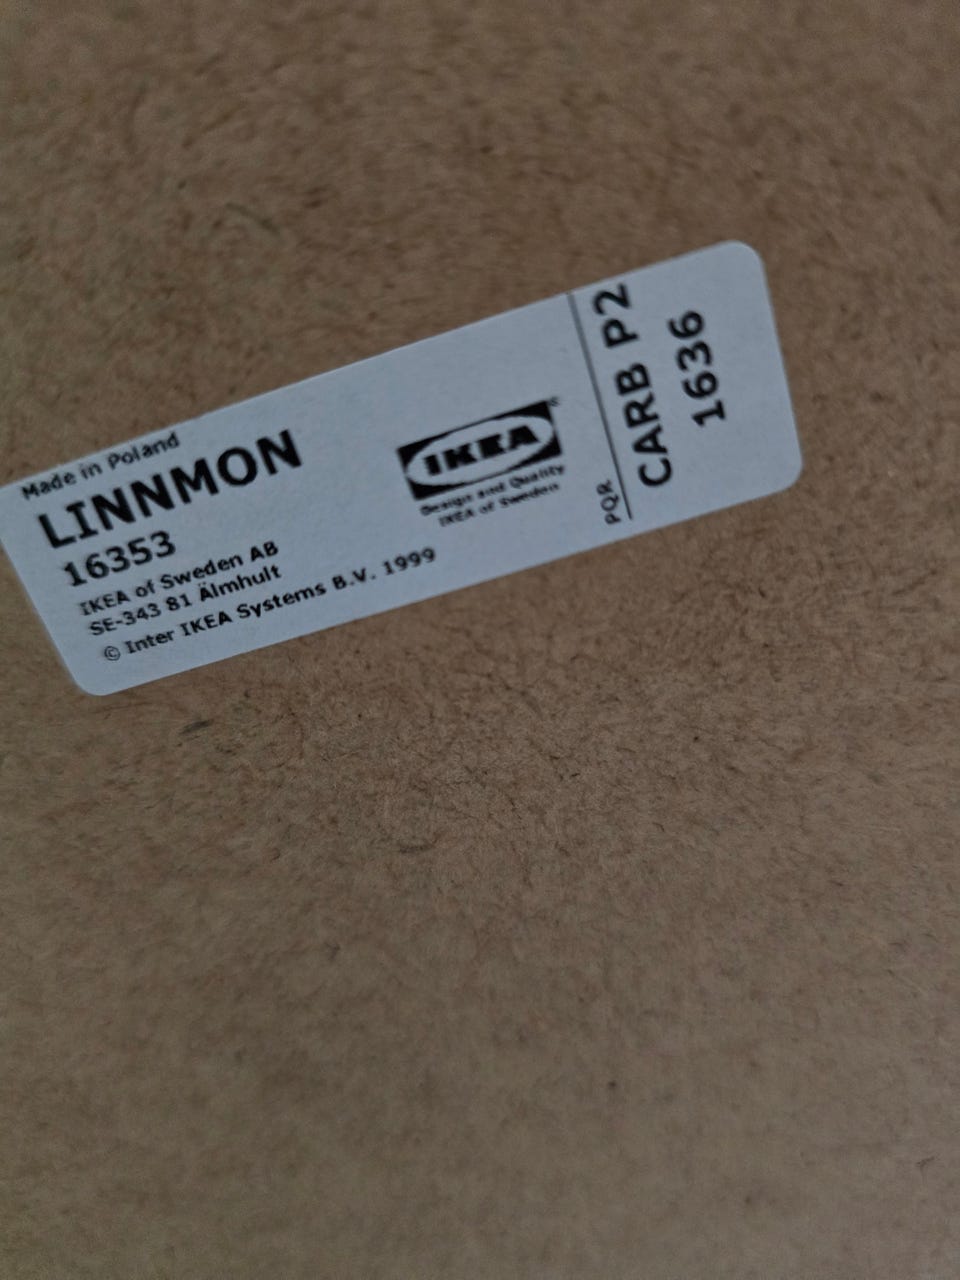 Made in Poland
LINNMON
16353
IKEA of Sweden AB
SE-343 81 Älmhult
© Inter IKEA Systems B.V. 1999
IKEA®
Design and Quality
IKEA of Sweden
PQR
CARB P2
1636